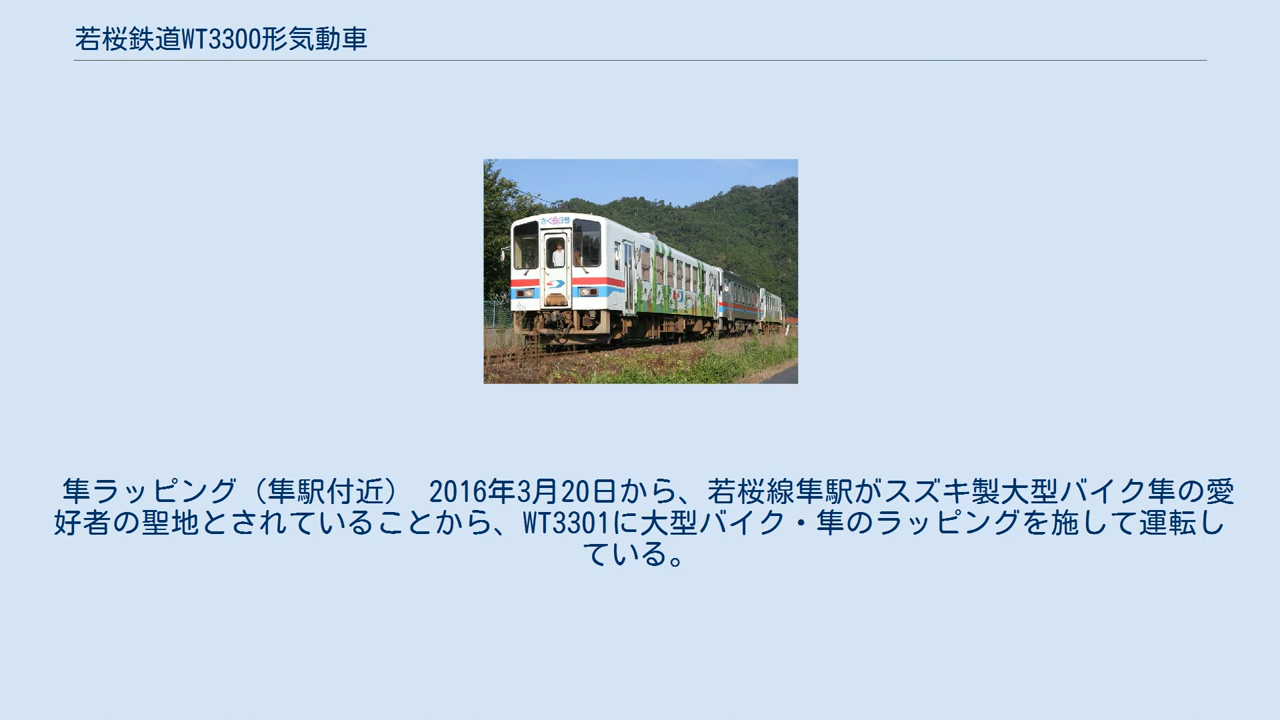 若桜鉄道WT3300形気動車
さくら3号
隼ラッピング（隼駅付近） 2016年3月20日から、若桜線隼駅がスズキ製大型バイク隼の愛
好者の聖地とされていることから、WT3301に大型バイク・隼のラッピングを施して運転し
ている。